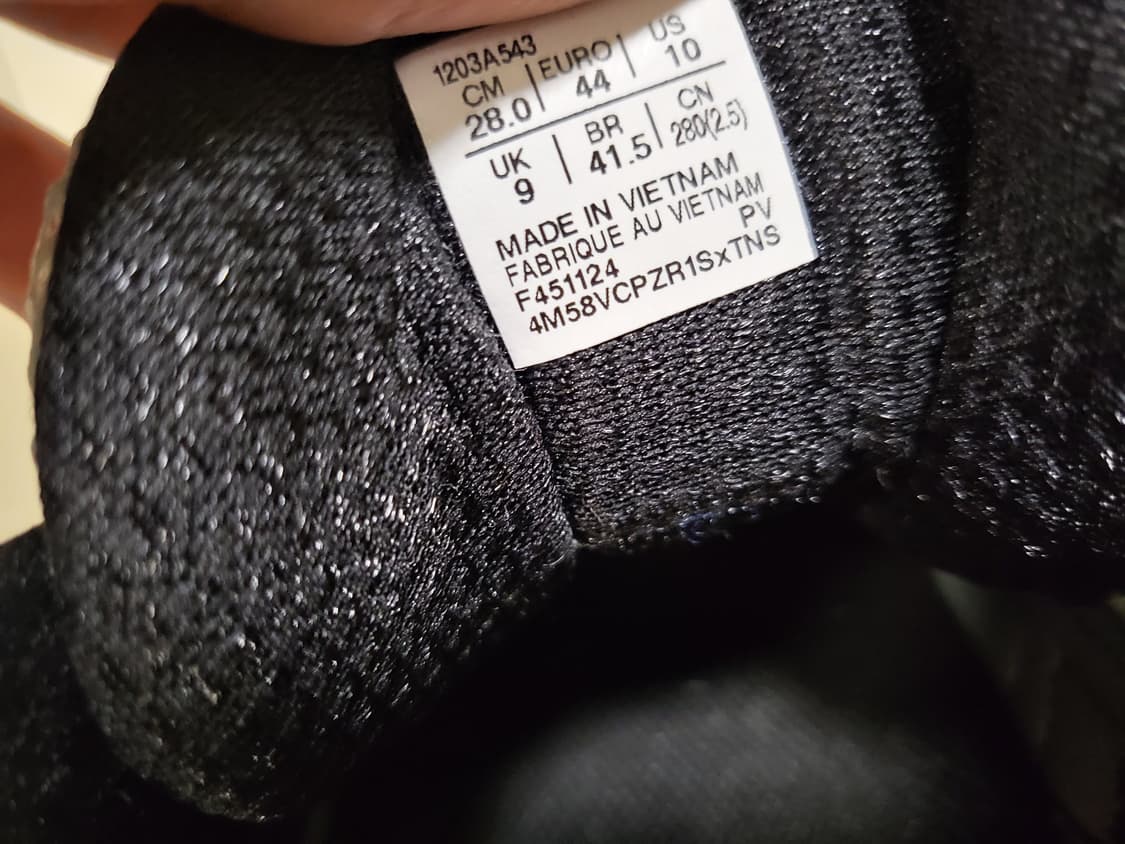 1203A543
CM | EURO | US
28.0 | 44 | 10
UK | BR | CN
9 | 41.5 | 280(2.5)
MADE IN VIETNAM
FABRIQUE AU VIETNAM
F451124 PV
4M58VCPZR1SxTNS